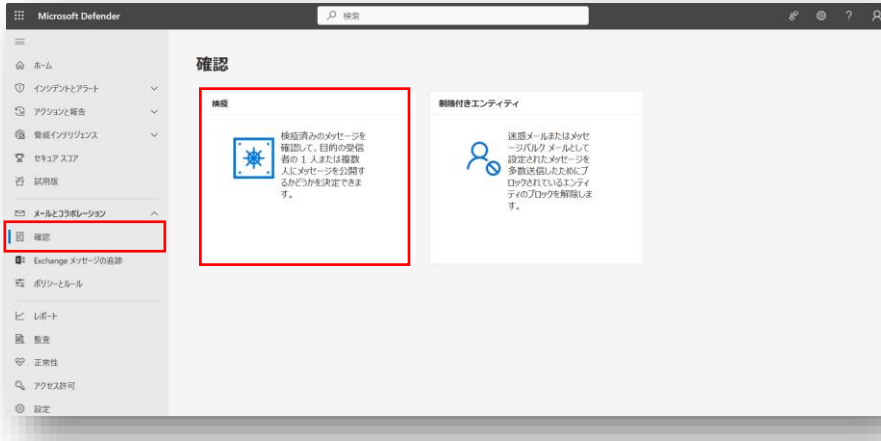 Microsoft Defender
検索
?
ホーム
インシデントとアラート
アクションと報告
脅威インテリジェンス
セキュア スコア
試用版
メールとコラボレーション
確認
Exchange メッセージの追跡
ポリシーとルール
レポート
監査
正常性
アクセス許可
設定
確認
検疫
検疫済みのメッセージを
確認して、目的の受信
者の 1 人または複数
人にメッセージを公開す
るかどうかを決定できま
す。
制限付きエンティティ
迷惑メールまたはメッセ
ージバルク メールとして
設定されたメッセージを
多数送信したためにブ
ロックされているエンティ
ティのブロックを解除しま
す。